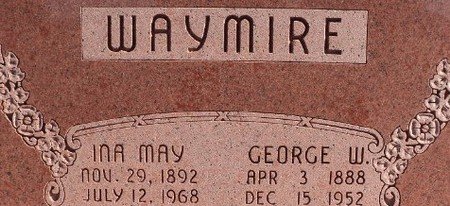 WAYMIRE
INA MAY GEORGE W.
NOV. 29, 1892 APR 3 1888
JULY 12, 1968 DEC 15 1952